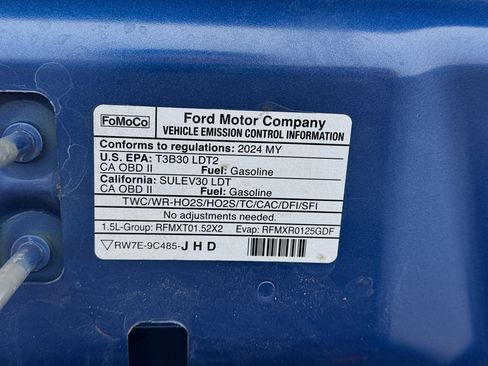 FoMoCo
Ford Motor Company
VEHICLE EMISSION CONTROL INFORMATION
Conforms to regulations: 2024 MY
U.S. EPA: T3B30 LDT2
CA OBD II Fuel: Gasoline
California: SULEV30 LDT
CA OBD II Fuel: Gasoline
TWC/WR-HO2S/HO2S/TC/CAC/DFI/SFI
No adjustments needed.
1.5L-Group: RFMXT01.52X2 Evap: RFMXR0125GDF
RW7E-9C485-JHD